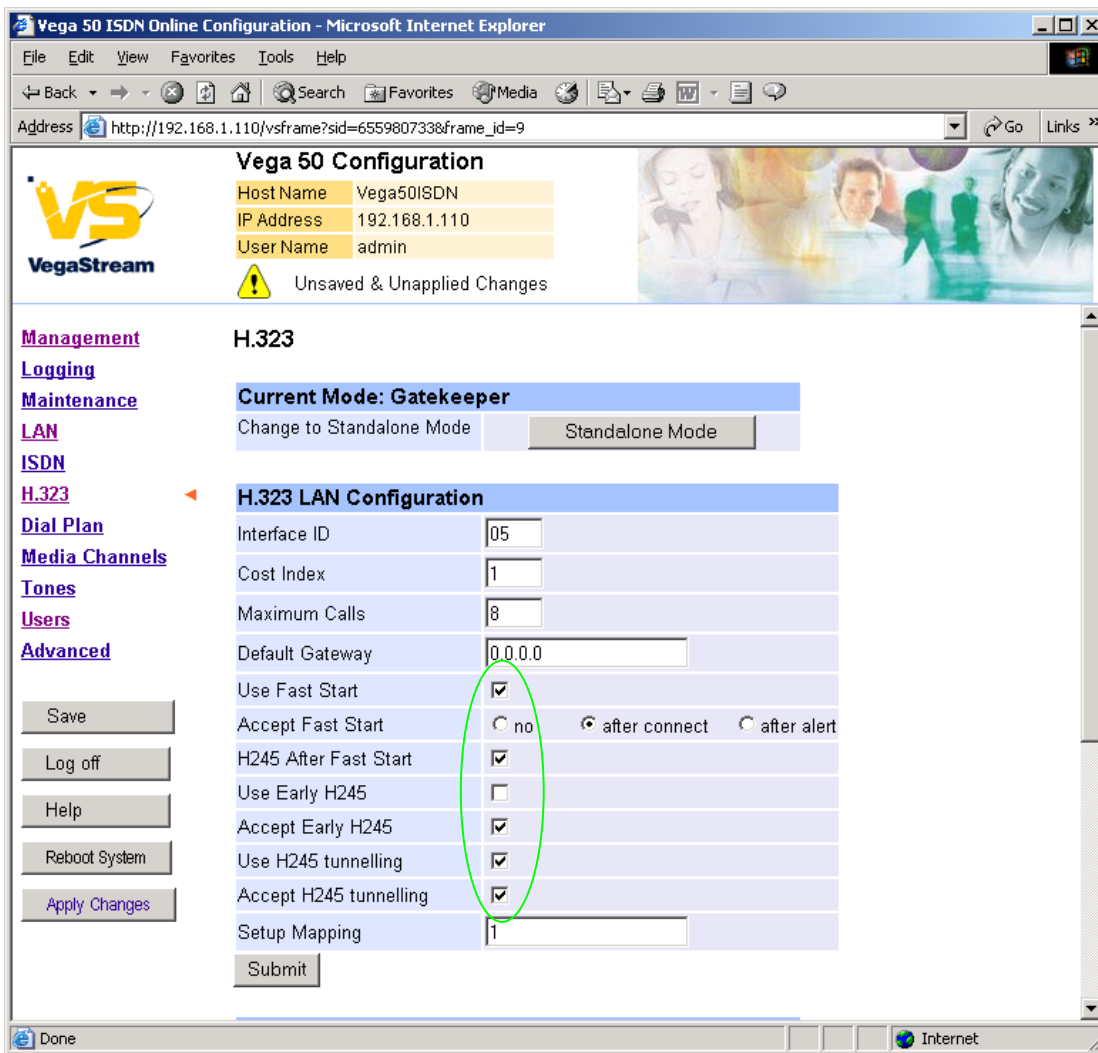 Vega 50 ISDN Online Configuration - Microsoft Internet Explorer
File Edit View Favorites Tools Help
Back Search Favorites Media
Address http://192.168.1.110/vsframe?sid=655980733&frame_id=9 Go Links »
VS
VegaStream
Vega 50 Configuration
Host Name Vega50ISDN
IP Address 192.168.1.110
User Name admin
Unsaved & Unapplied Changes
Management
Logging
Maintenance
LAN
ISDN
H.323
Dial Plan
Media Channels
Tones
Users
Advanced
Save
Log off
Help
Reboot System
Apply Changes
H.323
Current Mode: Gatekeeper
Change to Standalone Mode Standalone Mode
H.323 LAN Configuration
Interface ID 05
Cost Index 1
Maximum Calls 8
Default Gateway 0.0.0.0
Use Fast Start
Accept Fast Start no after connect after alert
H245 After Fast Start
Use Early H245
Accept Early H245
Use H245 tunnelling
Accept H245 tunnelling
Setup Mapping 1
Submit
Done Internet